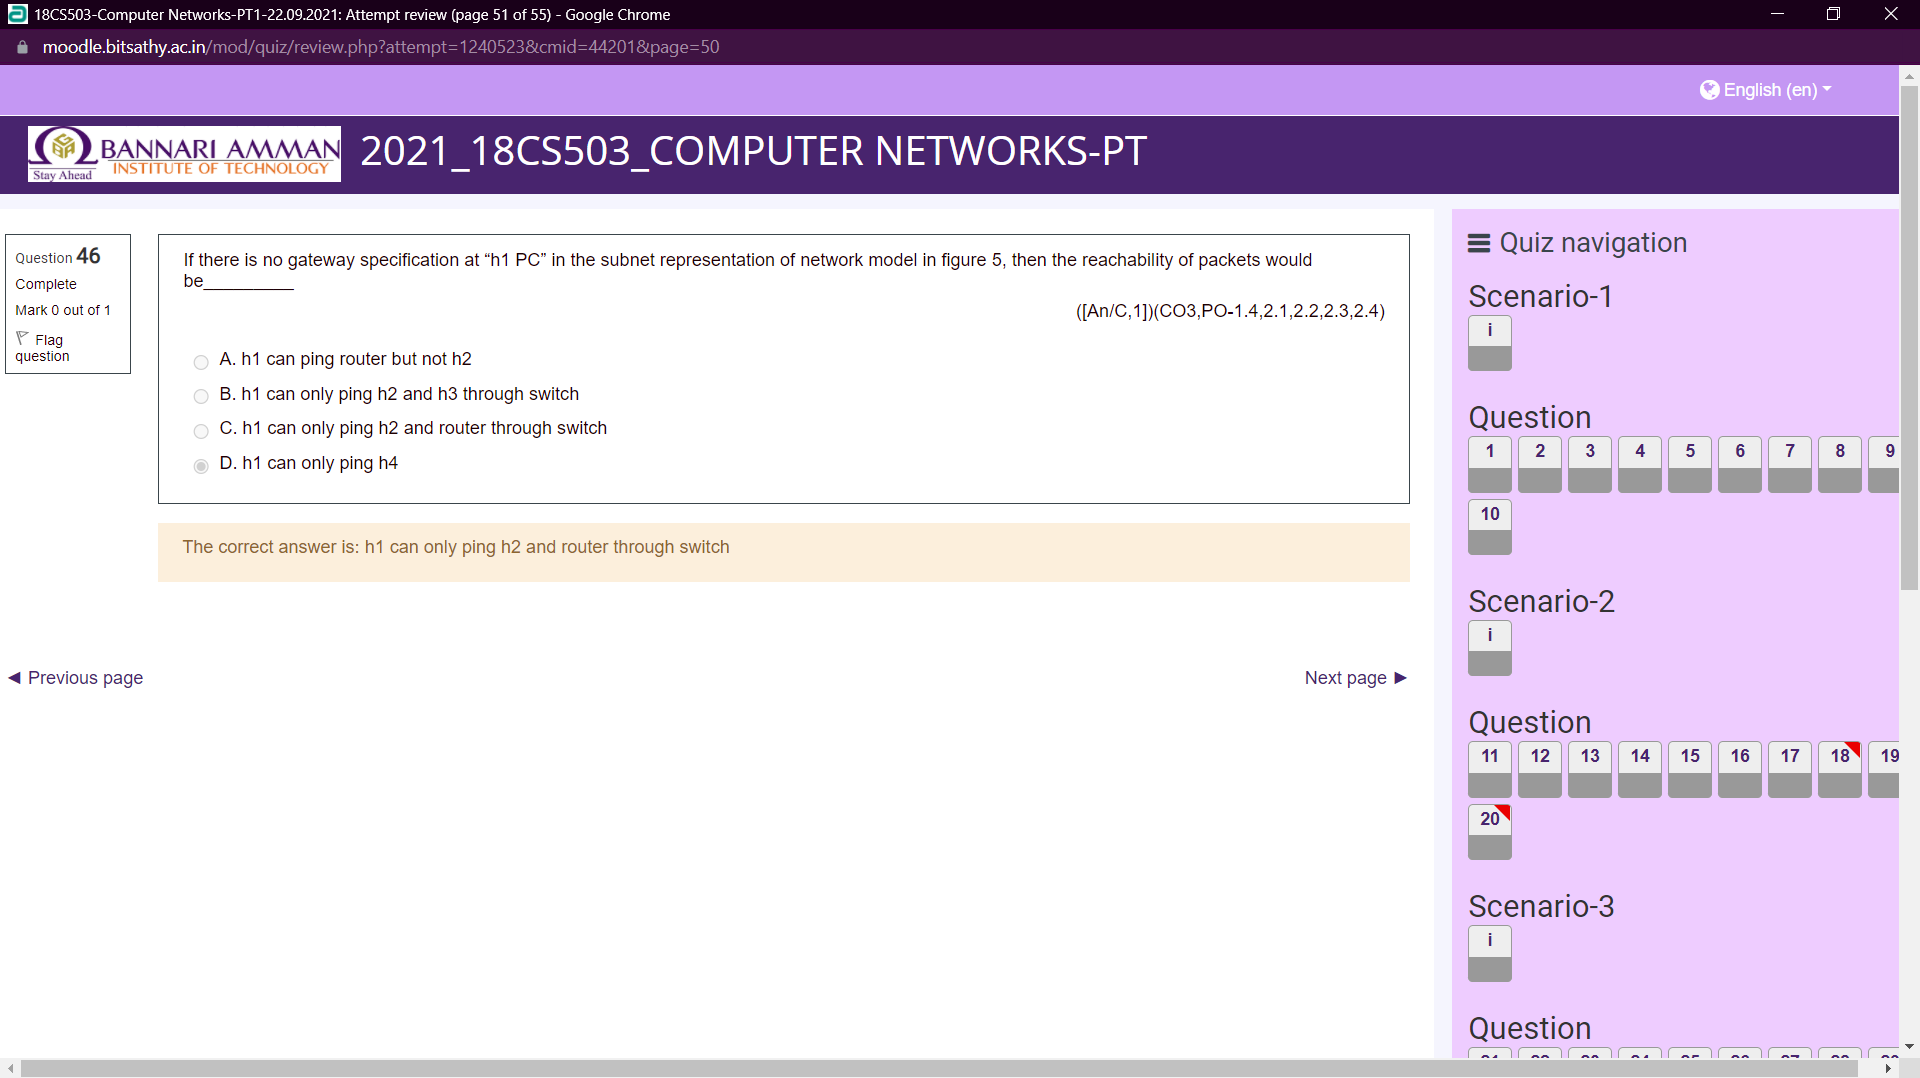 18CS503-Computer Networks-PT1-22.09.2021: Attempt review (page 51 of 55) - Google Chrome
moodle.bitsathy.ac.in/mod/quiz/review.php?attempt=1240523&cmid=44201&page=50
English (en)
BANNARI AMMAN
INSTITUTE OF TECHNOLOGY
Stay Ahead
2021_18CS503_COMPUTER NETWORKS-PT
Question 46
Complete
Mark 0 out of 1
Flag
question
If there is no gateway specification at “h1 PC” in the subnet representation of network model in figure 5, then the reachability of packets would
be_________
([An/C,1])(CO3,PO-1.4,2.1,2.2,2.3,2.4)
A. h1 can ping router but not h2
B. h1 can only ping h2 and h3 through switch
C. h1 can only ping h2 and router through switch
D. h1 can only ping h4
The correct answer is: h1 can only ping h2 and router through switch
◄ Previous page
Next page ►
Quiz navigation
Scenario-1
i
Question
1 2 3 4 5 6 7 8 9
10
Scenario-2
i
Question
11 12 13 14 15 16 17 18 19
20
Scenario-3
i
Question